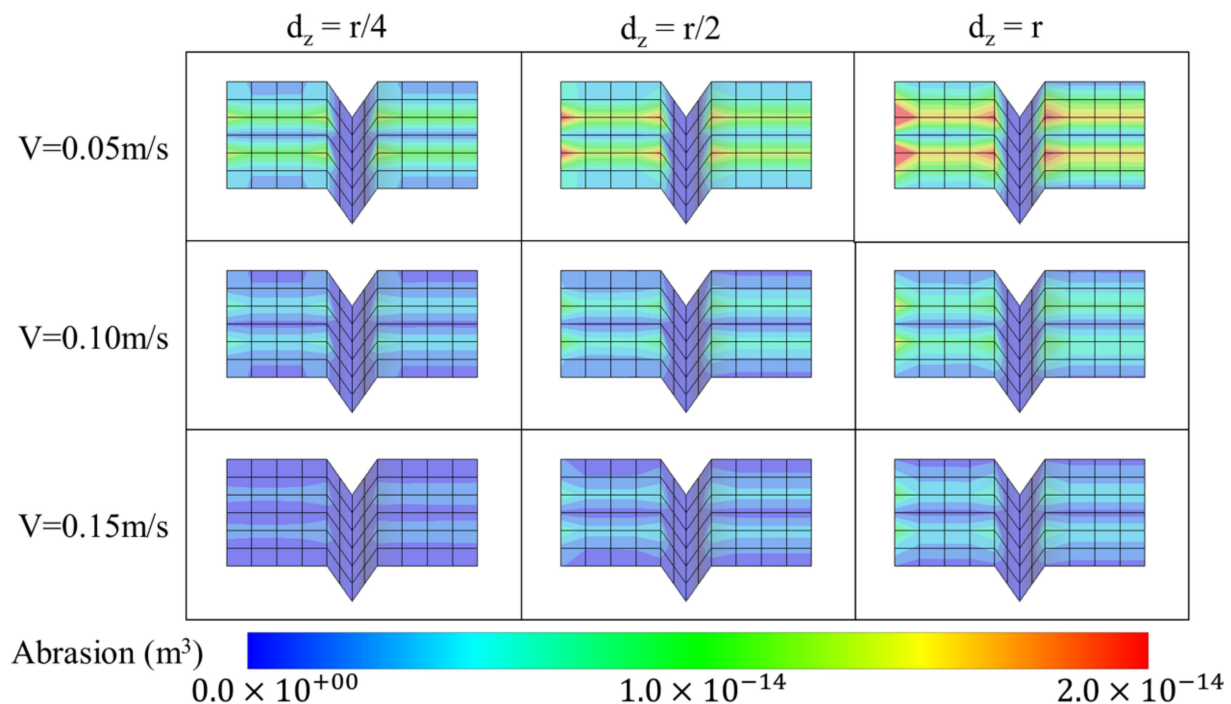 d_z = r/4 d_z = r/2 d_z = r
V=0.05m/s
V=0.10m/s
V=0.15m/s
Abrasion (m³)
0.0 × 10⁺⁰⁰ 1.0 × 10⁻¹⁴ 2.0 × 10⁻¹⁴